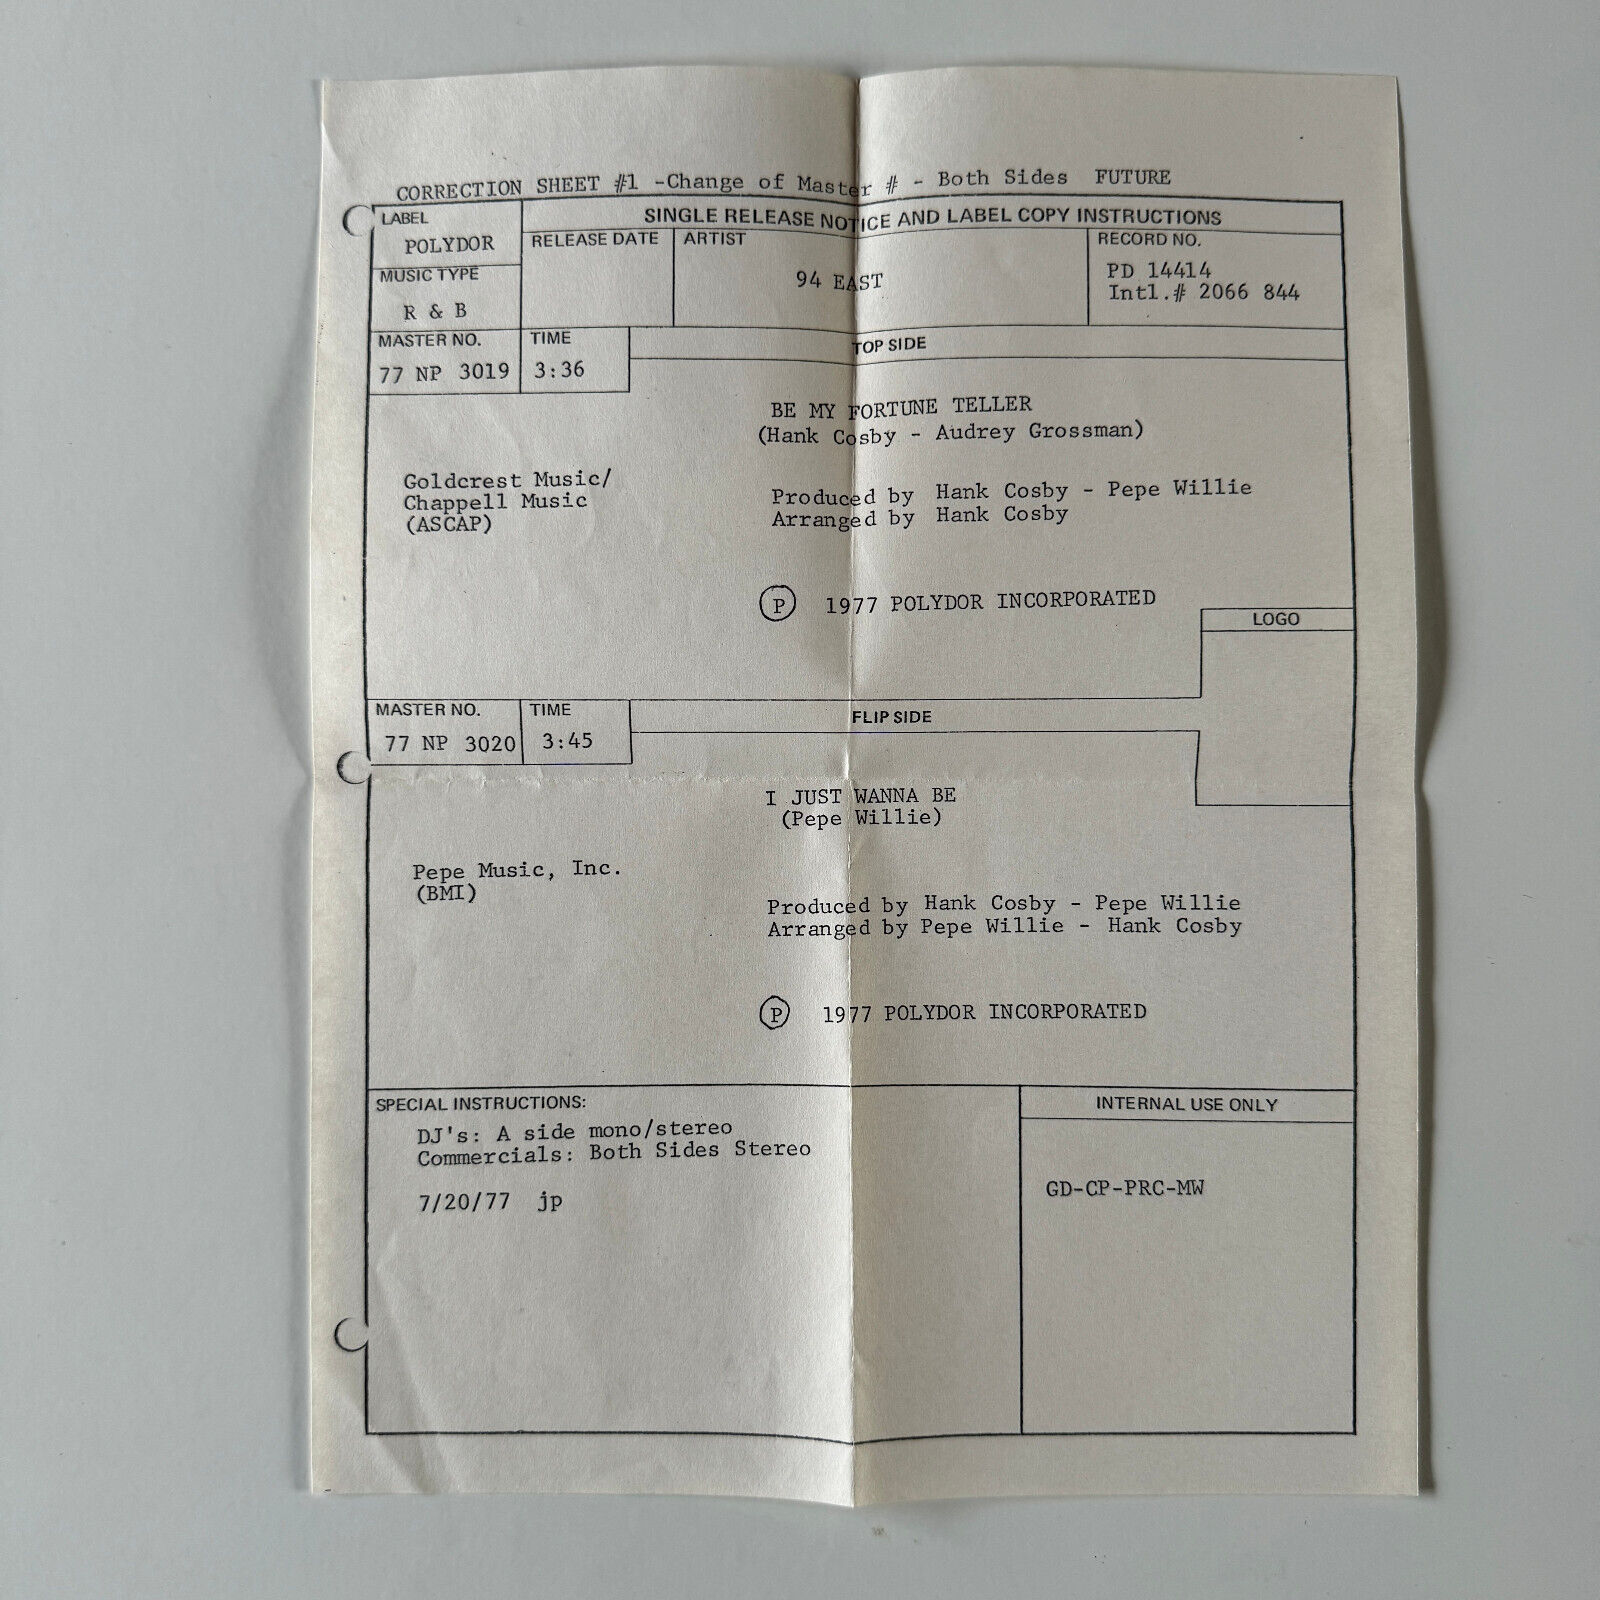 CORRECTION SHEET #1 -Change of Master # - Both Sides FUTURE
LABEL
POLYDOR
SINGLE RELEASE NOTICE AND LABEL COPY INSTRUCTIONS
MUSIC TYPE
R & B
RELEASE DATE
ARTIST
94 EAST
RECORD NO.
PD 14414
Intl.# 2066 844
MASTER NO.
77 NP 3019
TIME
3:36
TOP SIDE
BE MY FORTUNE TELLER
(Hank Cosby - Audrey Grossman)
Goldcrest Music/
Chappell Music
(ASCAP)
Produced by Hank Cosby - Pepe Willie
Arranged by Hank Cosby
Ⓟ 1977 POLYDOR INCORPORATED
LOGO
MASTER NO.
77 NP 3020
TIME
3:45
FLIP SIDE
I JUST WANNA BE
(Pepe Willie)
Pepe Music, Inc.
(BMI)
Produced by Hank Cosby - Pepe Willie
Arranged by Pepe Willie - Hank Cosby
Ⓟ 1977 POLYDOR INCORPORATED
SPECIAL INSTRUCTIONS:
DJ's: A side mono/stereo
Commercials: Both Sides Stereo
7/20/77 jp
INTERNAL USE ONLY
GD-CP-PRC-MW